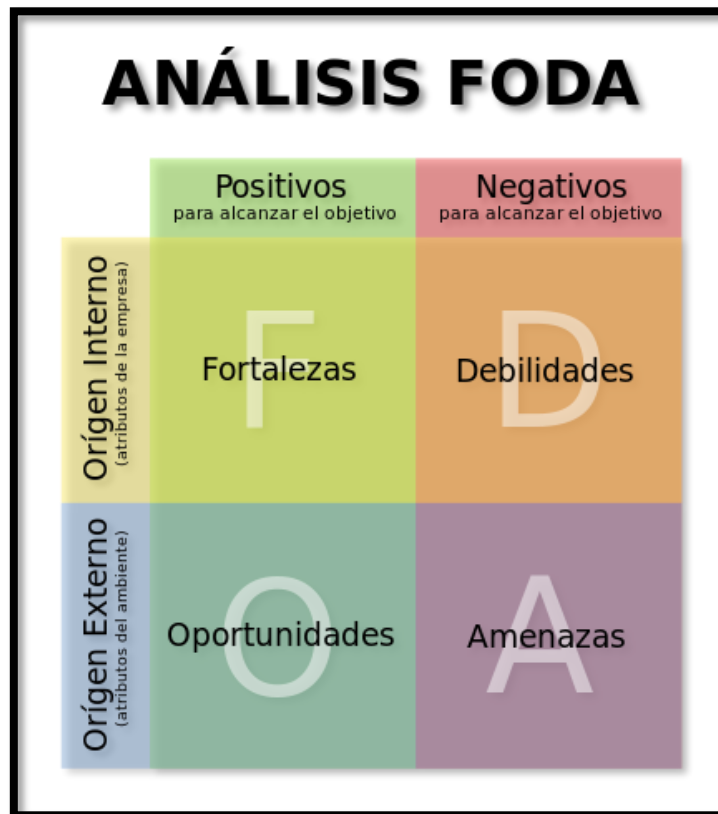 ANÁLISIS FODA
Positivos
para alcanzar el objetivo
Negativos
para alcanzar el objetivo
Orígen Interno
(atributos de la empresa)
F
Fortalezas
D
Debilidades
Orígen Externo
(atributos del ambiente)
O
Oportunidades
A
Amenazas